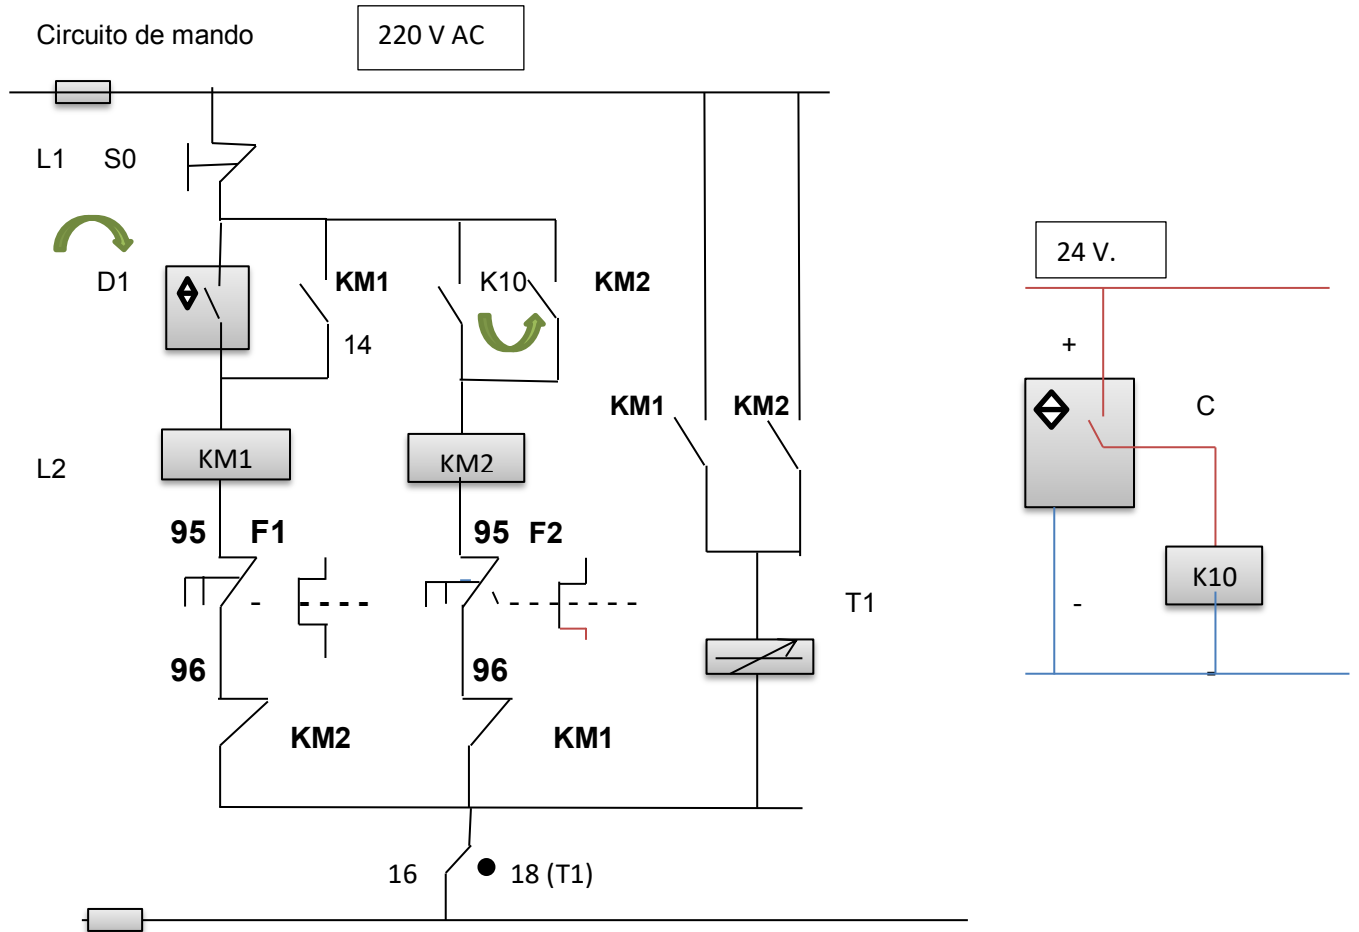 Circuito de mando
220 V AC
L1 S0
24 V.
D1 KM1 K10 KM2
+
14
KM1 KM2 C
L2 KM1 KM2
95 F1 95 F2
K10
- T1
96 96
KM2 KM1
16 18 (T1)